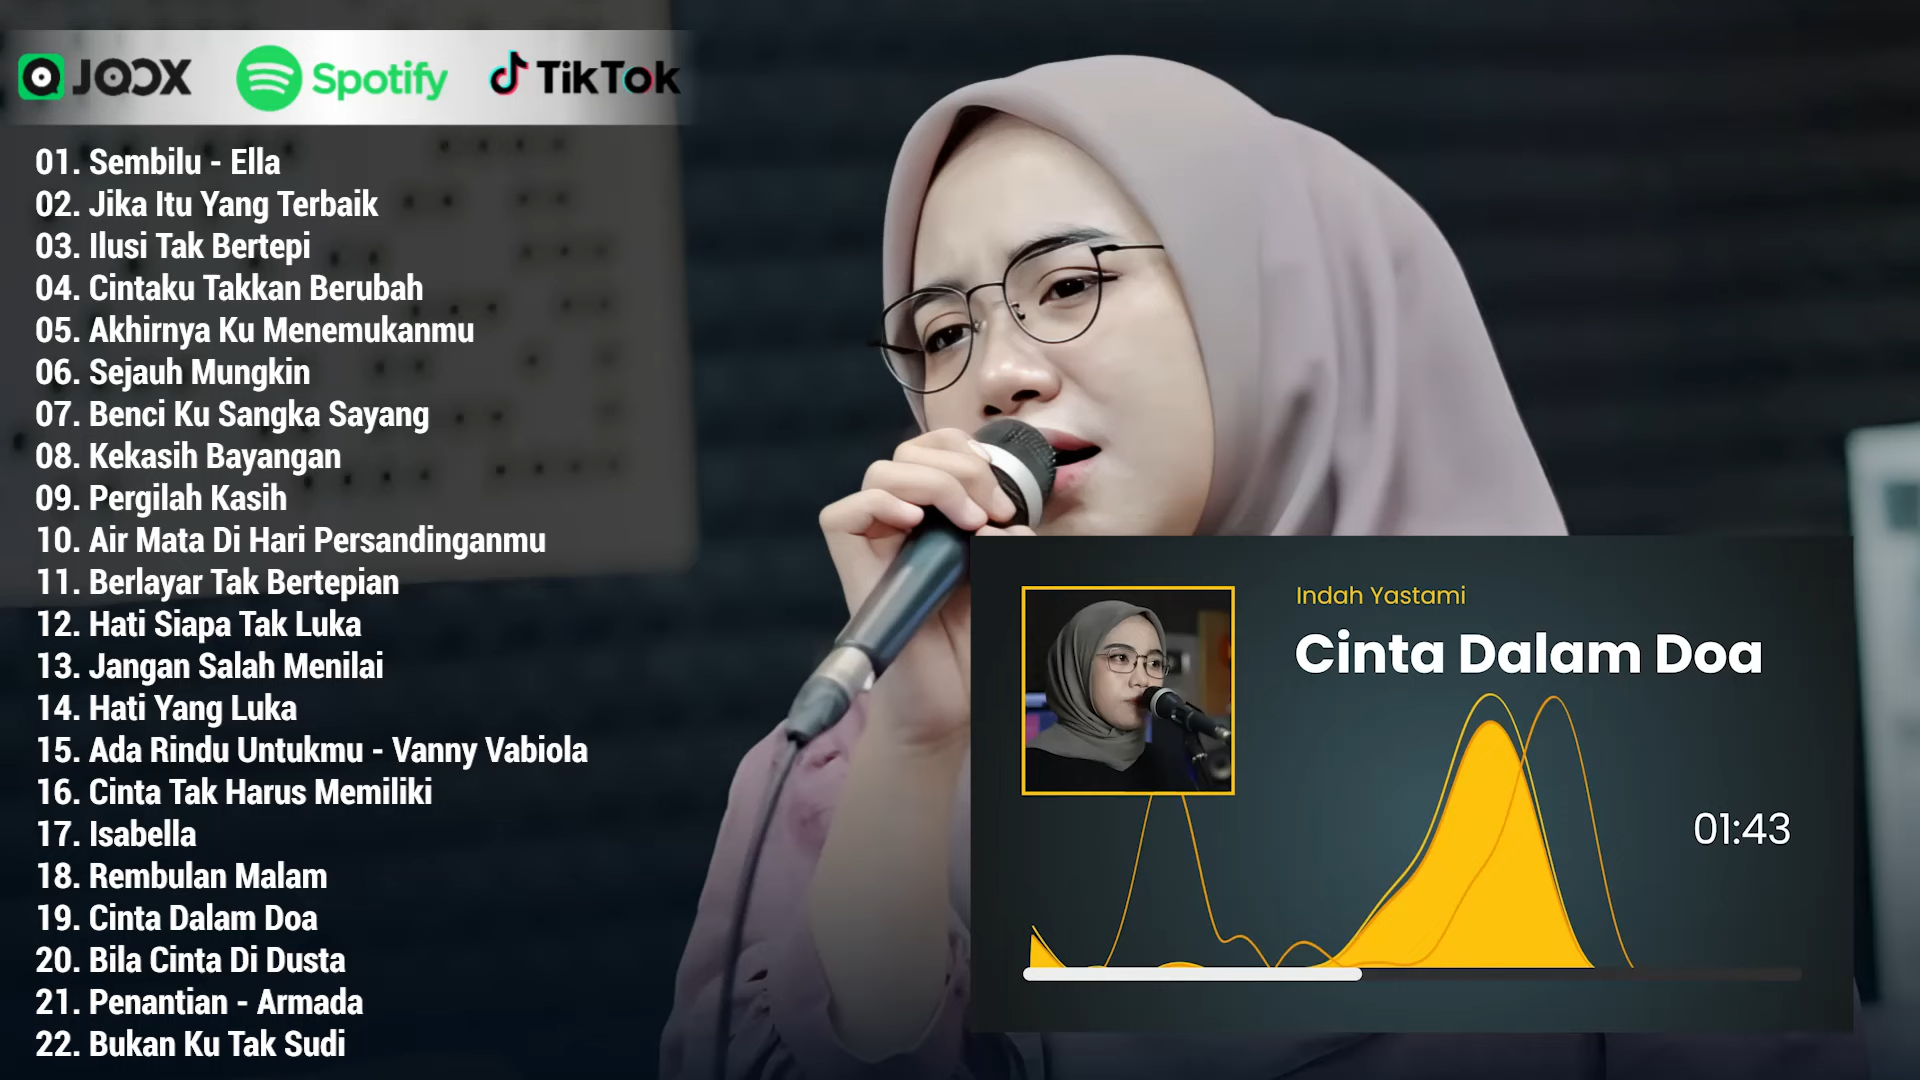 JOOX Spotify TikTok
01. Sembilu - Ella
02. Jika Itu Yang Terbaik
03. Ilusi Tak Bertepi
04. Cintaku Takkan Berubah
05. Akhirnya Ku Menemukanmu
06. Sejauh Mungkin
07. Benci Ku Sangka Sayang
08. Kekasih Bayangan
09. Pergilah Kasih
10. Air Mata Di Hari Persandinganmu
11. Berlayar Tak Bertepian
12. Hati Siapa Tak Luka
13. Jangan Salah Menilai
14. Hati Yang Luka
15. Ada Rindu Untukmu - Vanny Vabiola
16. Cinta Tak Harus Memiliki
17. Isabella
18. Rembulan Malam
19. Cinta Dalam Doa
20. Bila Cinta Di Dusta
21. Penantian - Armada
22. Bukan Ku Tak Sudi
Indah Yastami
Cinta Dalam Doa
01:43